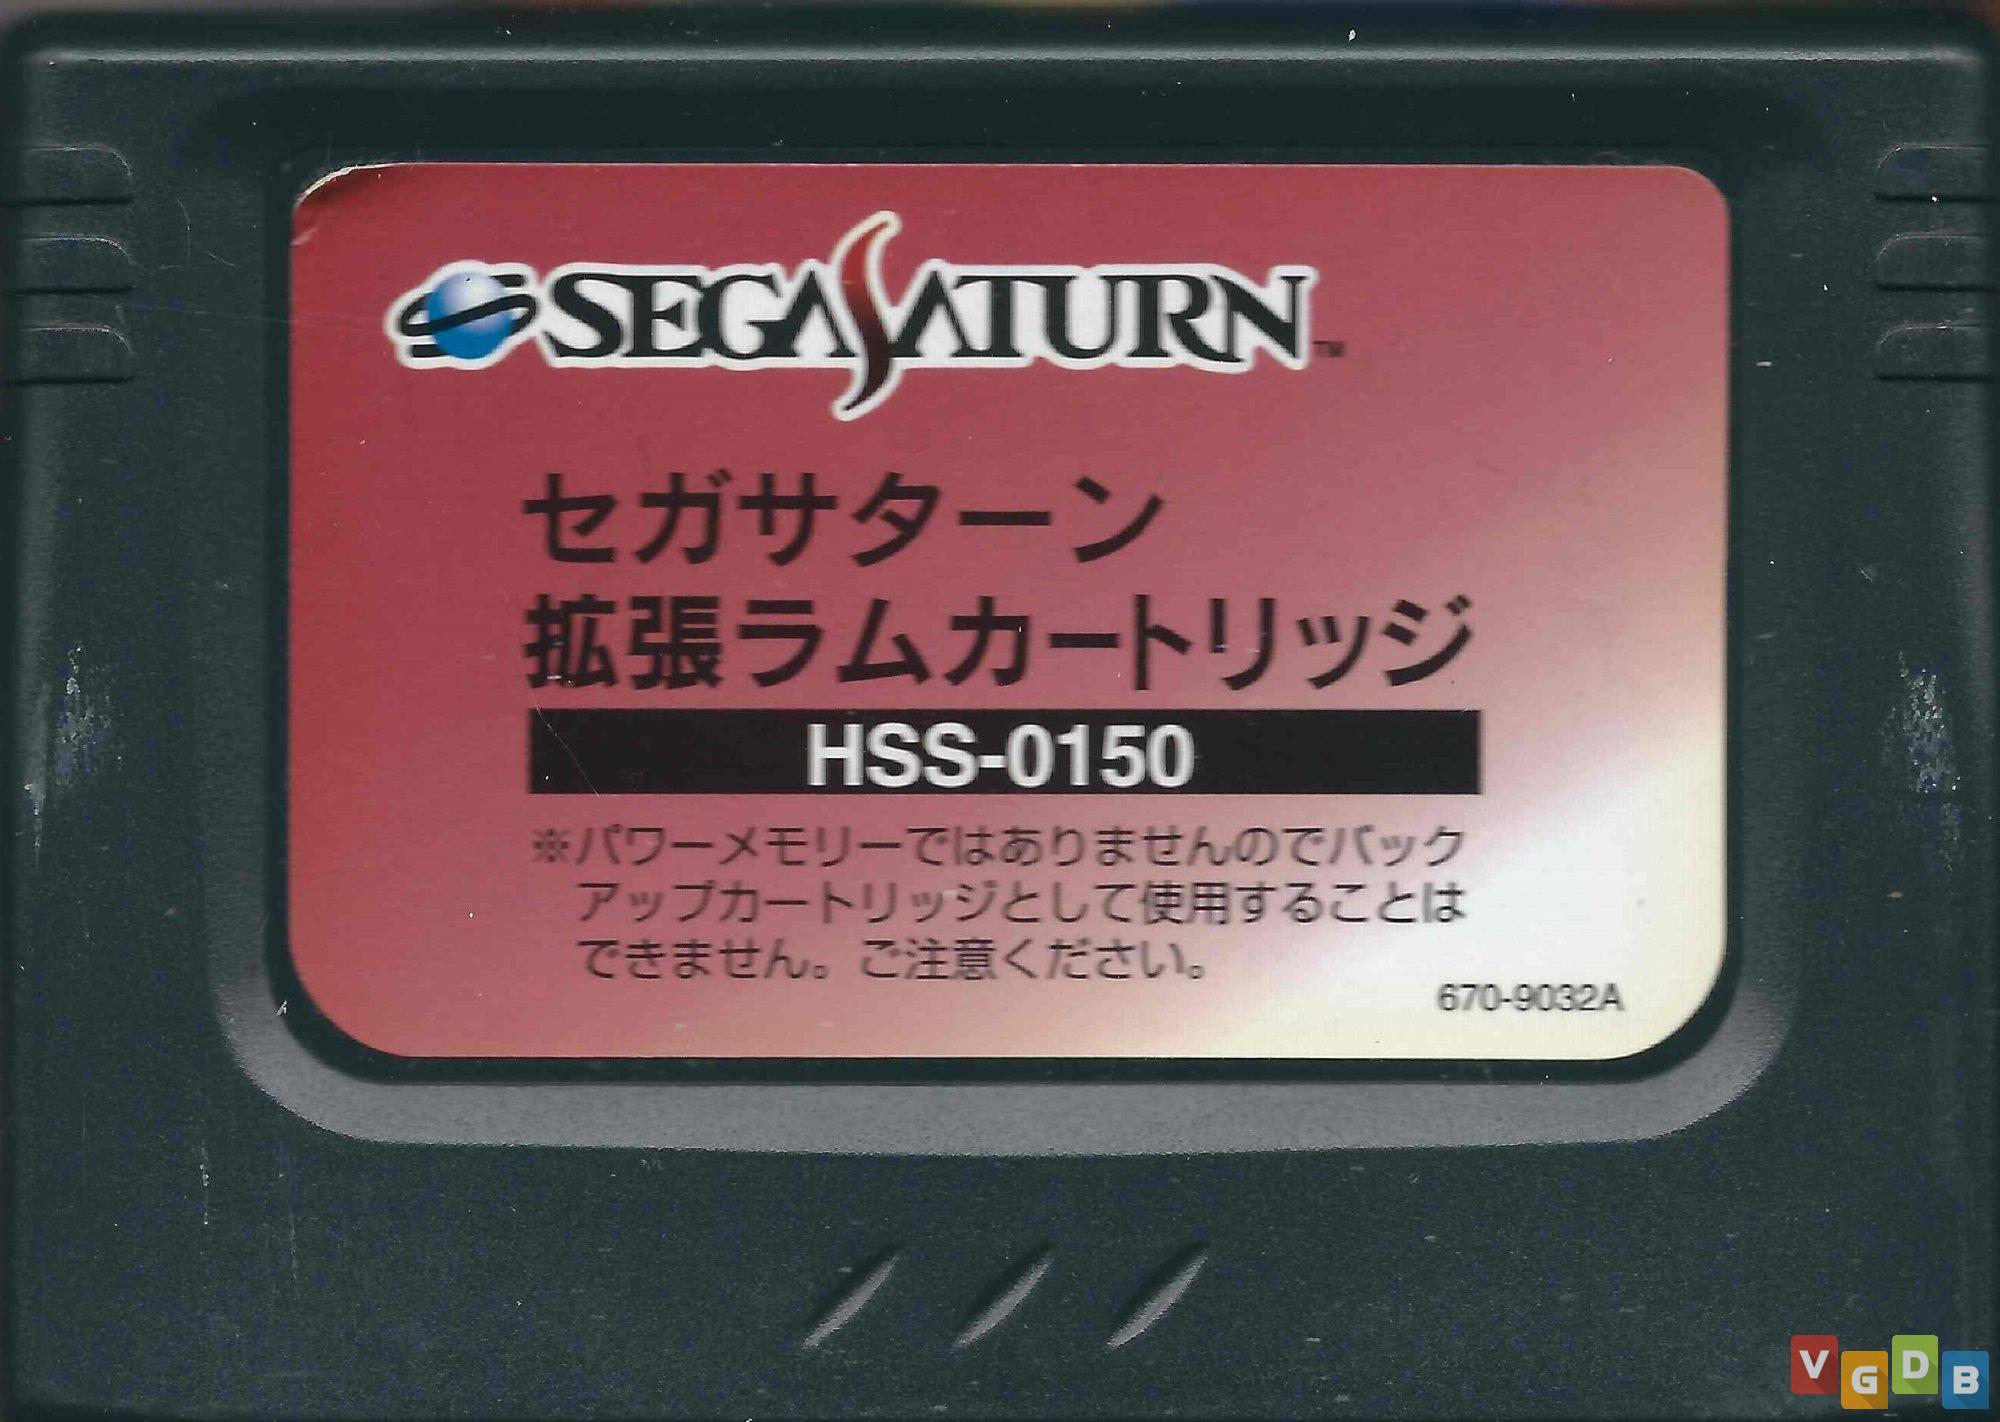 SEGA SATURN™
セガサターン
拡張ラムカートリッジ
HSS-0150
※パワーメモリーではありませんのでバック
アップカートリッジとして使用することは
できません。ご注意ください。
670-9032A
VGDB